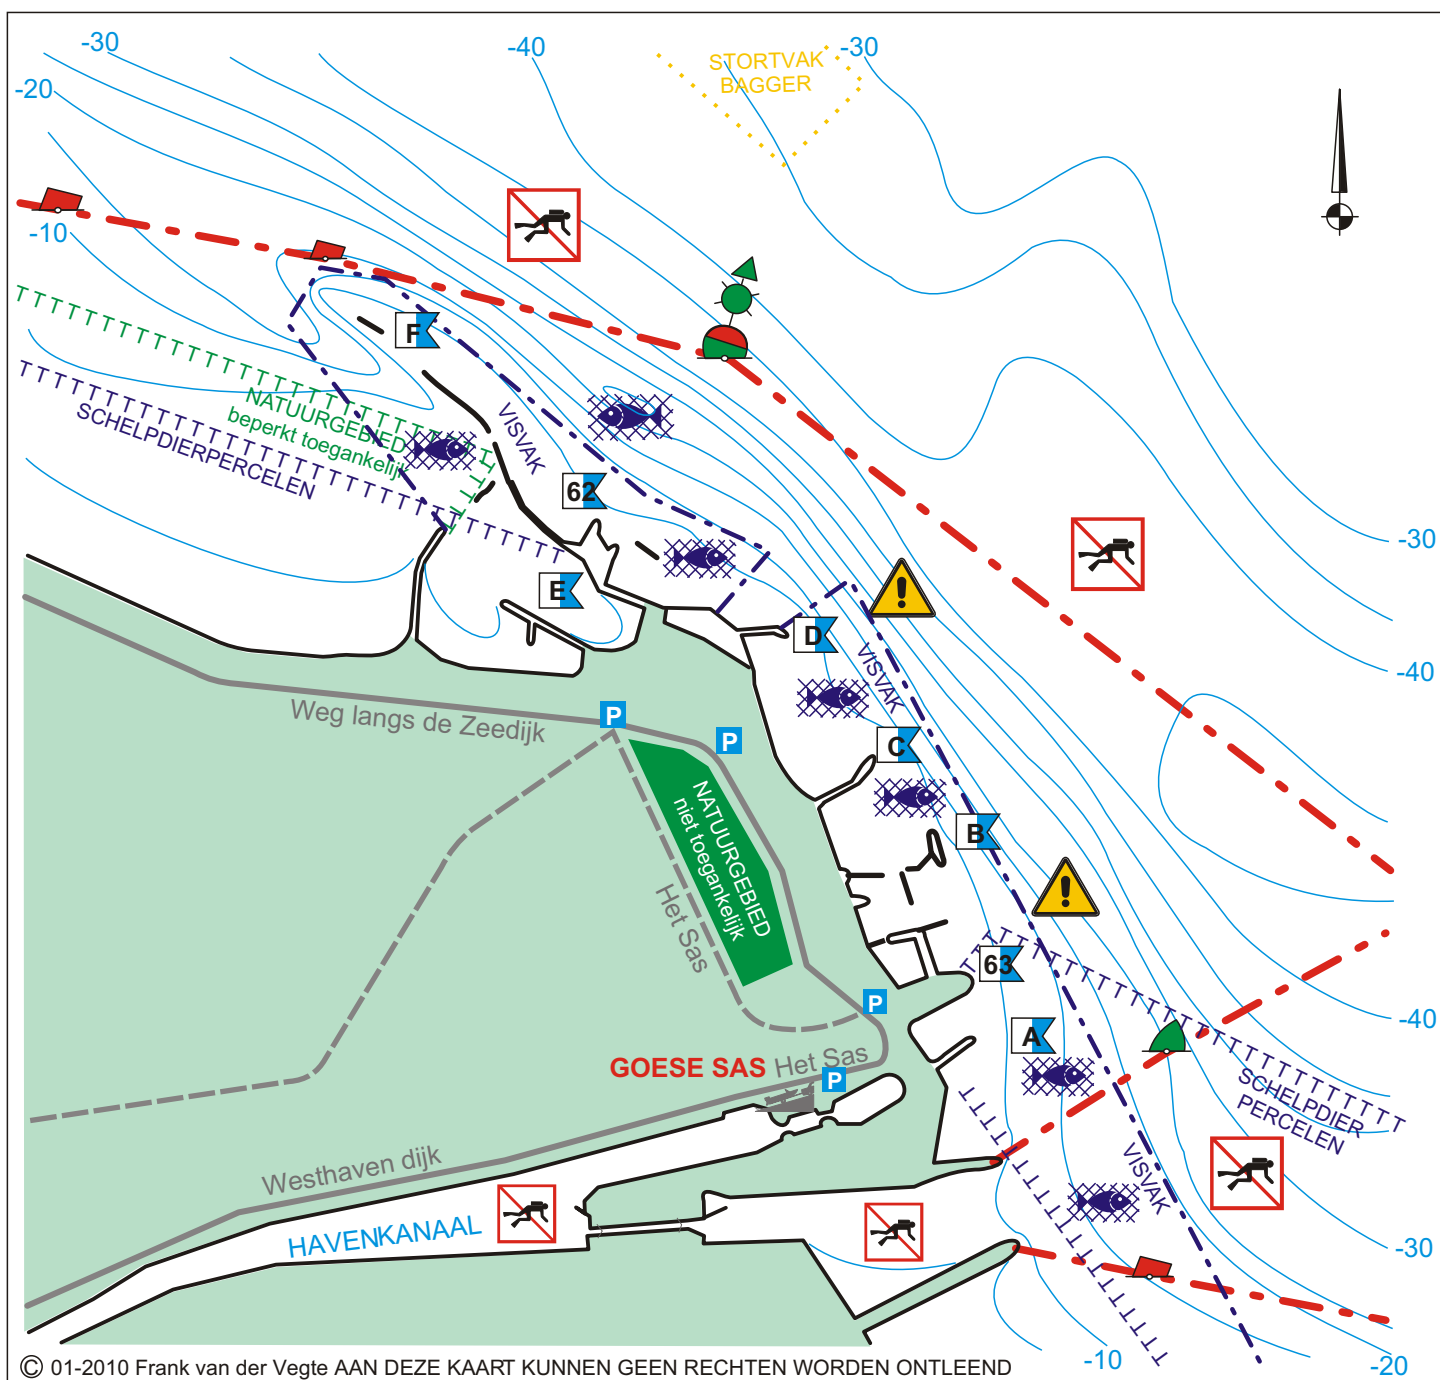 -30
-40
-30
STORTVAK
BAGGER
-20
-10
F
NATUURGEBIED
beperkt toegankelijk
SCHELPDIERPERCELEN
VISVAK
62
E
-30
D
VISVAK
-40
Weg langs de Zeedijk
P
P
C
NATUURGEBIED
niet toegankelijk
B
Het Sas
63
P
-40
A
GOESE SAS Het Sas
P
SCHELPDIER
PERCELEN
VISVAK
Westhaven dijk
HAVENKANAAL
-30
-10
-20
© 01-2010 Frank van der Vegte AAN DEZE KAART KUNNEN GEEN RECHTEN WORDEN ONTLEEND